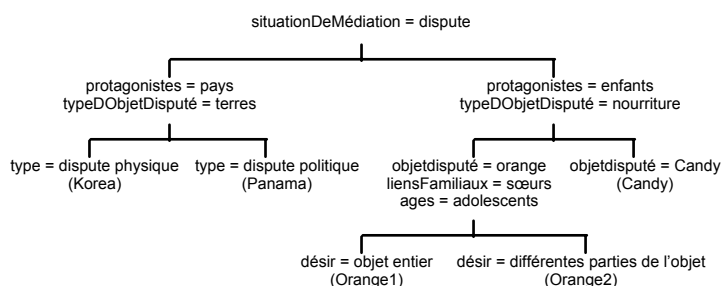 situationDeMédiation = dispute
protagonistes = pays
typeDObjetDisputé = terres
protagonistes = enfants
typeDObjetDisputé = nourriture
type = dispute physique
(Korea)
type = dispute politique
(Panama)
objetdisputé = orange
liensFamiliaux = sœurs
ages = adolescents
objetdisputé = Candy
(Candy)
désir = objet entier
(Orange1)
désir = différentes parties de l'objet
(Orange2)